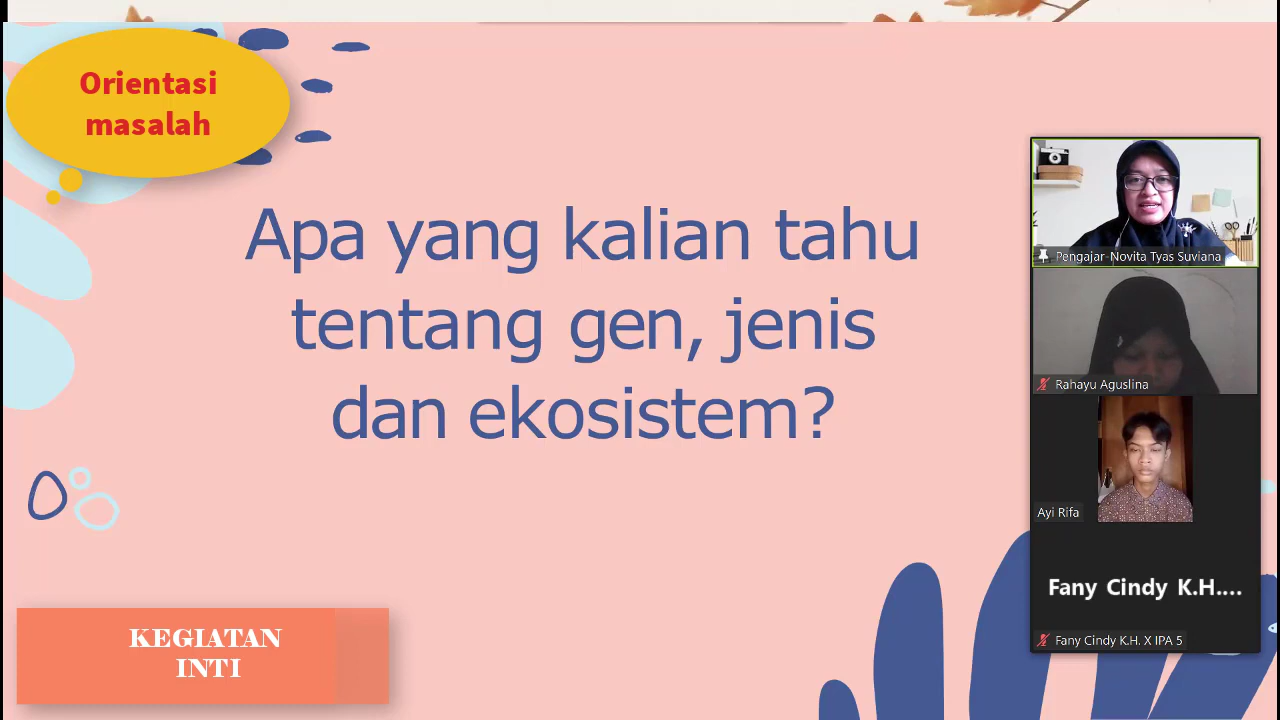 Orientasi
masalah
Apa yang kalian tahu
tentang gen, jenis
dan ekosistem?
KEGIATAN
INTI
Pengajar-Novita Tyas Suviana
Rahayu Aguslina
Ayi Rifa
Fany Cindy K.H....
Fany Cindy K.H. X IPA 5